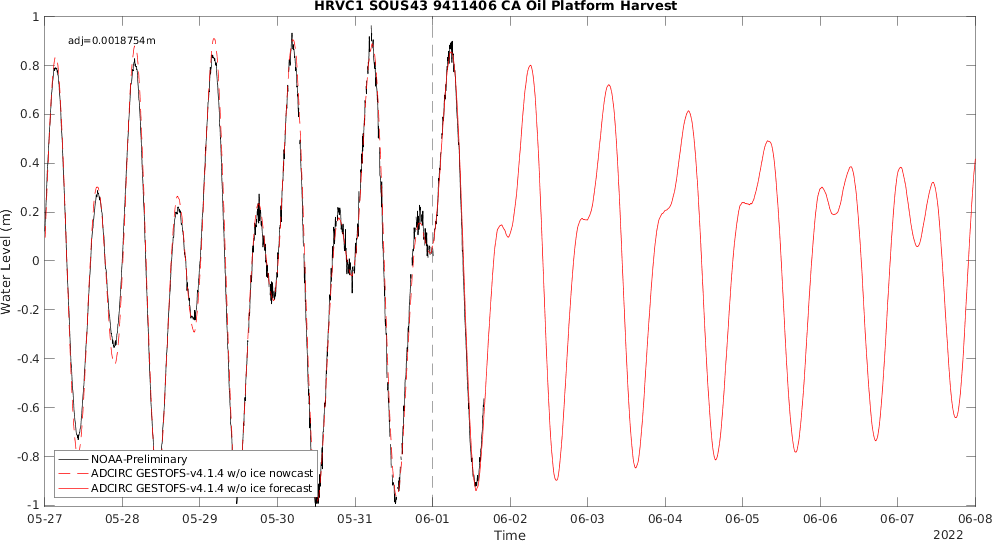 HRVC1 SOUS43 9411406 CA Oil Platform Harvest
adj=0.0018754m
1
0.8
0.6
0.4
0.2
0
-0.2
-0.4
-0.6
-0.8
-1
Water Level (m)
NOAA-Preliminary
ADCIRC GESTOFS-v4.1.4 w/o ice nowcast
ADCIRC GESTOFS-v4.1.4 w/o ice forecast
05-27 05-28 05-29 05-30 05-31 06-01 06-02 06-03 06-04 06-05 06-06 06-07 06-08
Time
2022